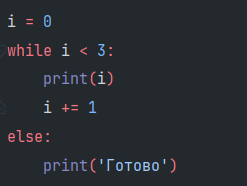 i = 0
while i < 3:
    print(i)
    i += 1
else:
    print('Готово')